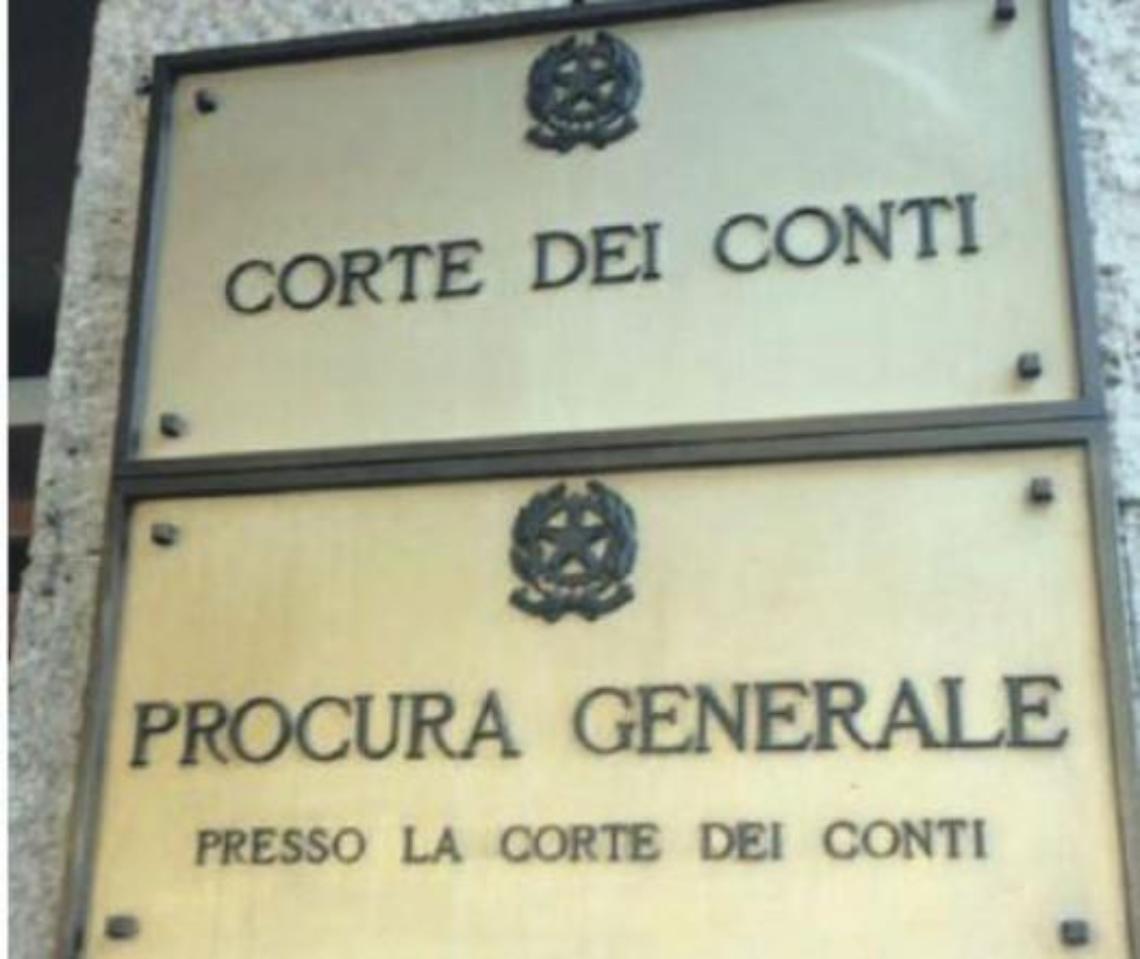 CORTE DEI CONTI
PROCURA GENERALE
PRESSO LA CORTE DEI CONTI